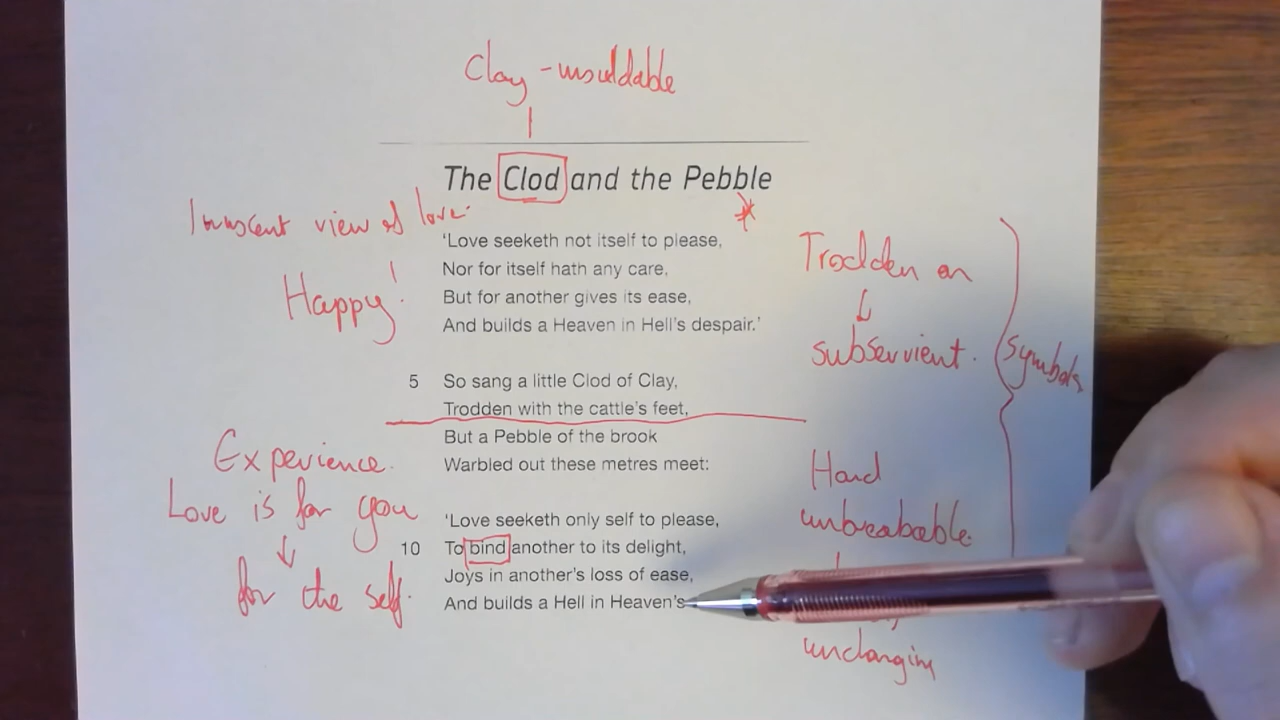 Clay - mouldable
The Clod and the Pebble
Innocent view of love.
Happy!
'Love seeketh not itself to please,
Nor for itself hath any care,
But for another gives its ease,
And builds a Heaven in Hell's despair.'
Trodden on
subservient.
symbols
5 So sang a little Clod of Clay,
Trodden with the cattle's feet,
But a Pebble of the brook
Warbled out these metres meet:
Experience.
Love is for you
for the self.
'Love seeketh only self to please,
10 To bind another to its delight,
Joys in another's loss of ease,
And builds a Hell in Heaven's
Hard
unbreabable
unchanging